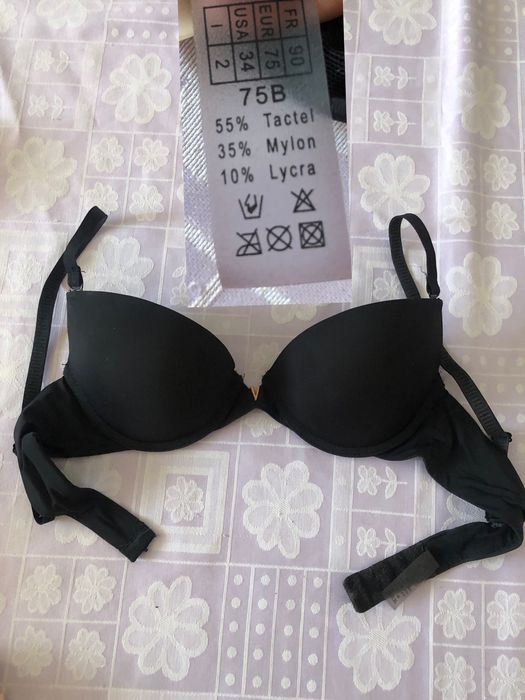 FR 90
EUR 75
USA 34
I 2
75B
55% Tactel
35% Mylon
10% Lycra